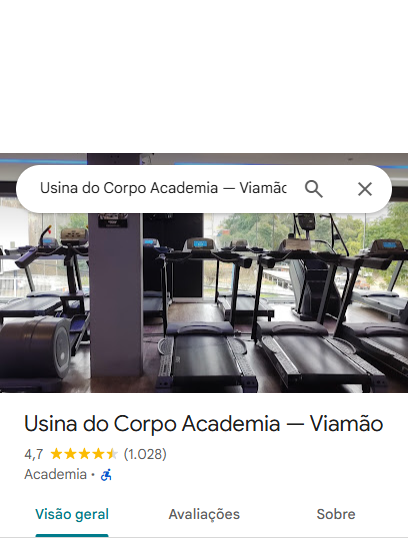 Usina do Corpo Academia — Viamão
Usina do Corpo Academia — Viamão
4,7 (1.028)
Academia ·
Visão geral
Avaliações
Sobre